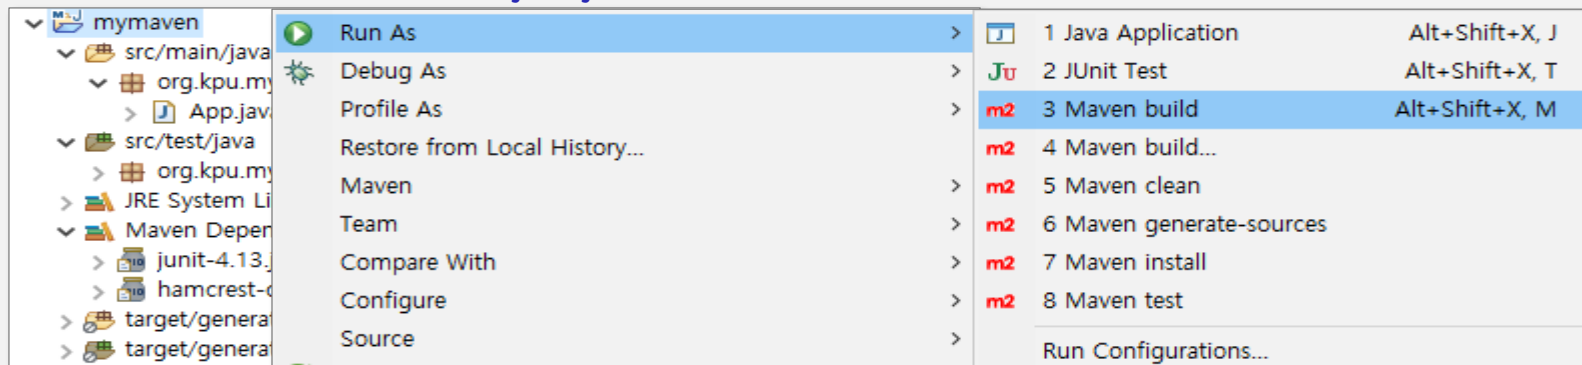 mymaven
src/main/java
org.kpu.my
App.java
src/test/java
org.kpu.my
JRE System Li
Maven Depen
junit-4.13.j
hamcrest-c
target/genera
target/genera
Run As
Debug As
Profile As
Restore from Local History...
Maven
Team
Compare With
Configure
Source
1 Java Application Alt+Shift+X, J
2 JUnit Test Alt+Shift+X, T
3 Maven build Alt+Shift+X, M
4 Maven build...
5 Maven clean
6 Maven generate-sources
7 Maven install
8 Maven test
Run Configurations...